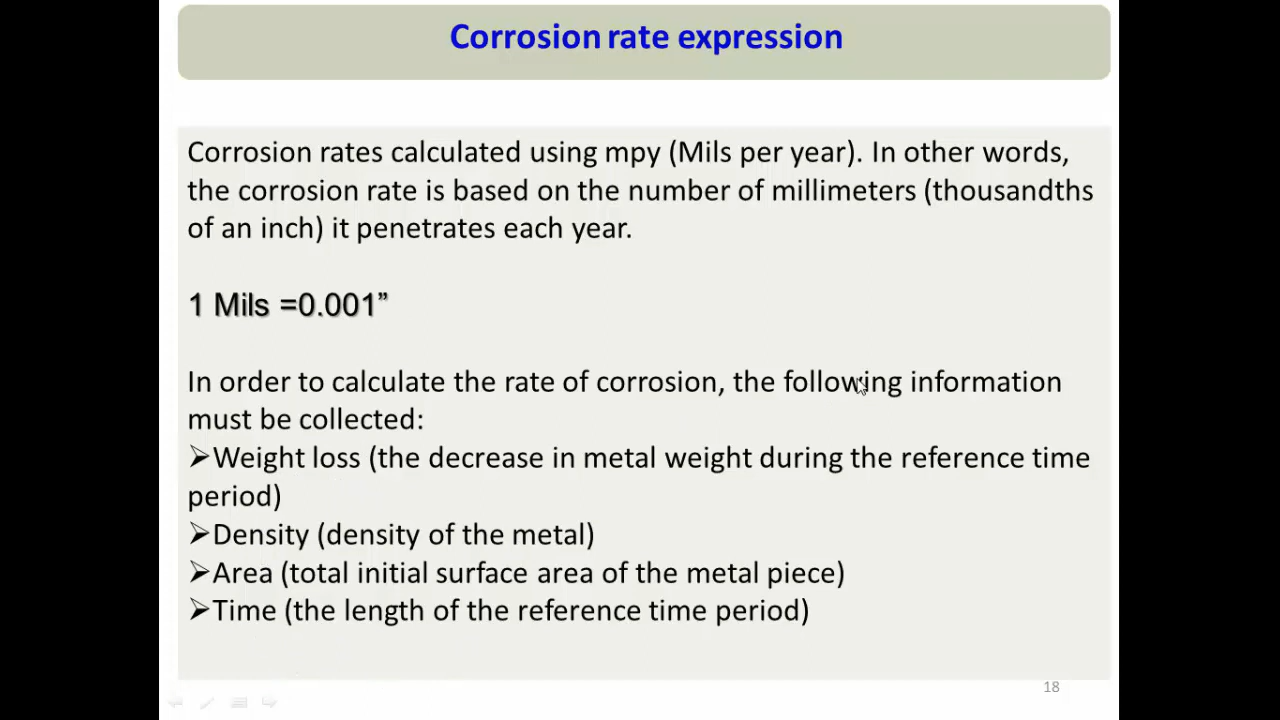 Corrosion rate expression
Corrosion rates calculated using mpy (Mils per year). In other words,
the corrosion rate is based on the number of millimeters (thousandths
of an inch) it penetrates each year.
1 Mils =0.001”
In order to calculate the rate of corrosion, the following information
must be collected:
➢Weight loss (the decrease in metal weight during the reference time
period)
➢Density (density of the metal)
➢Area (total initial surface area of the metal piece)
➢Time (the length of the reference time period)
18